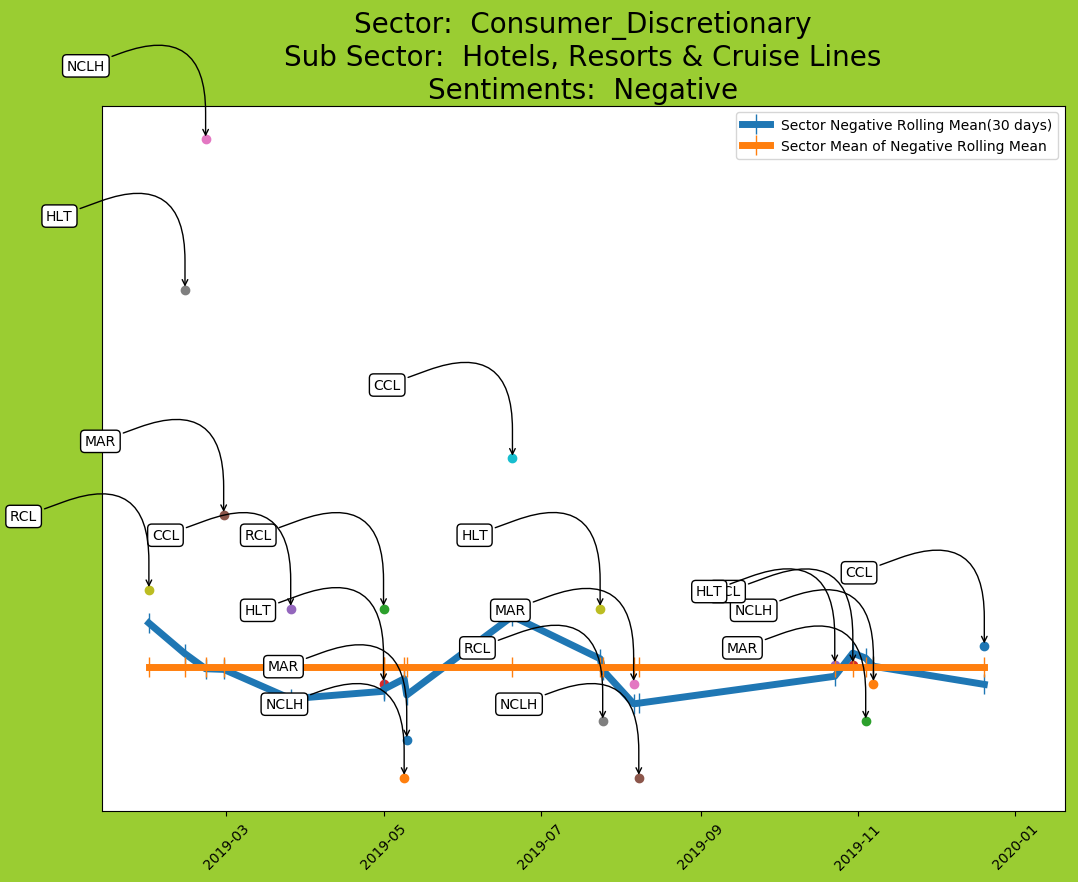 Sector:  Consumer_Discretionary
Sub Sector:  Hotels, Resorts & Cruise Lines
Sentiments:  Negative
NCLH
Sector Negative Rolling Mean(30 days)
Sector Mean of Negative Rolling Mean
HLT
CCL
MAR
RCL
CCL
RCL
HLT
CCL
HLT
CL
HLT
MAR
NCLH
RCL
MAR
MAR
NCLH
NCLH
2019-03
2019-05
2019-07
2019-09
2019-11
2020-01